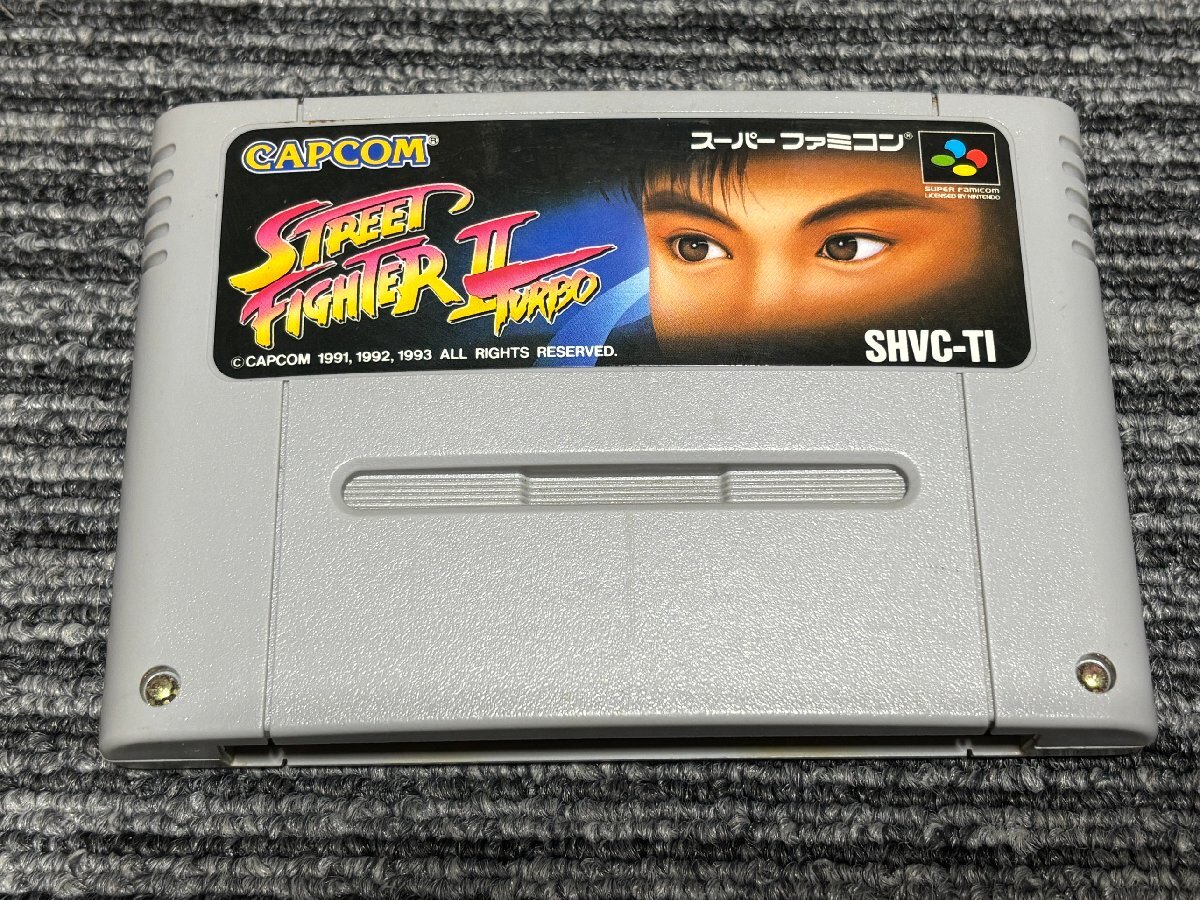 CAPCOM®
スーパーファミコン®
SUPER FAMICOM
LICENSED BY NINTENDO
STREET
FIGHTER II
TURBO
©CAPCOM 1991, 1992, 1993 ALL RIGHTS RESERVED.
SHVC-TI